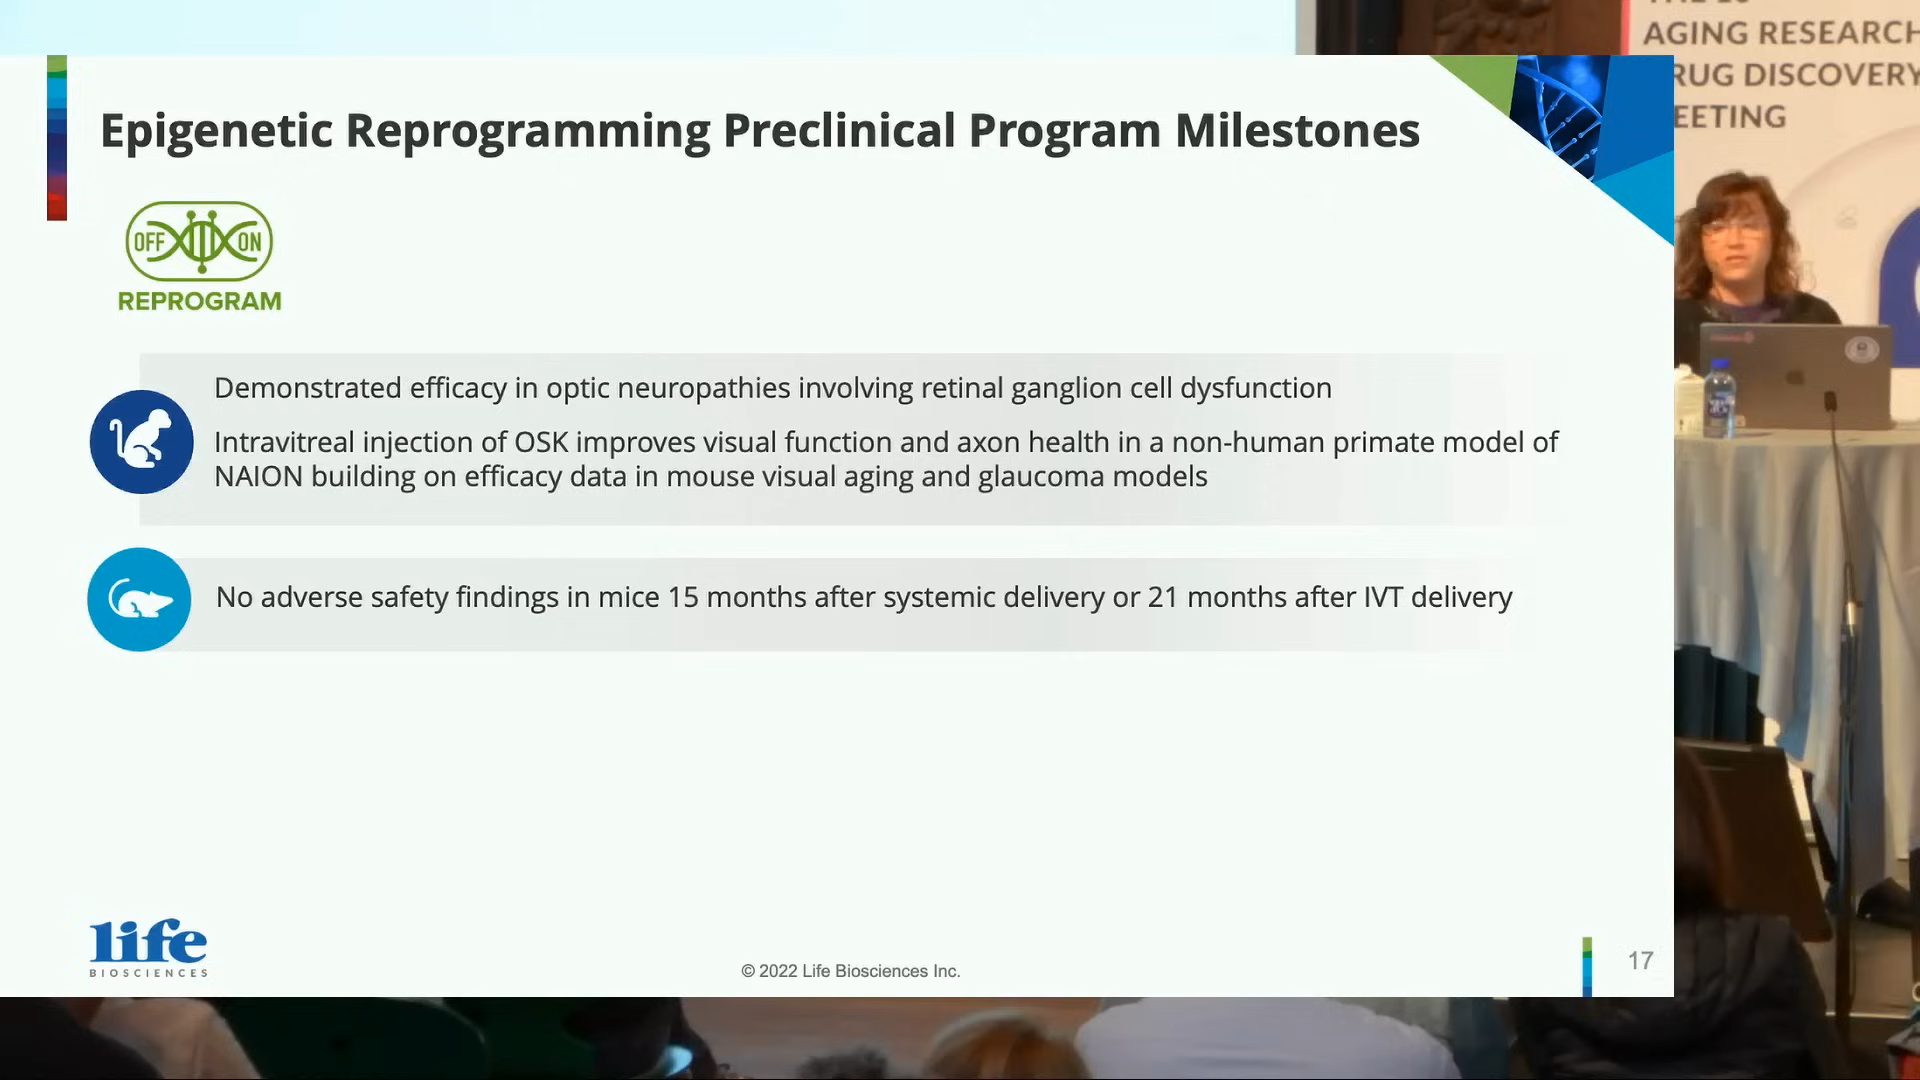 AGING RESEARCH
RUG DISCOVERY
EETING
Epigenetic Reprogramming Preclinical Program Milestones
OFF ON
REPROGRAM
Demonstrated efficacy in optic neuropathies involving retinal ganglion cell dysfunction
Intravitreal injection of OSK improves visual function and axon health in a non-human primate model of
NAION building on efficacy data in mouse visual aging and glaucoma models
No adverse safety findings in mice 15 months after systemic delivery or 21 months after IVT delivery
life
BIOSCIENCES
© 2022 Life Biosciences Inc.
17